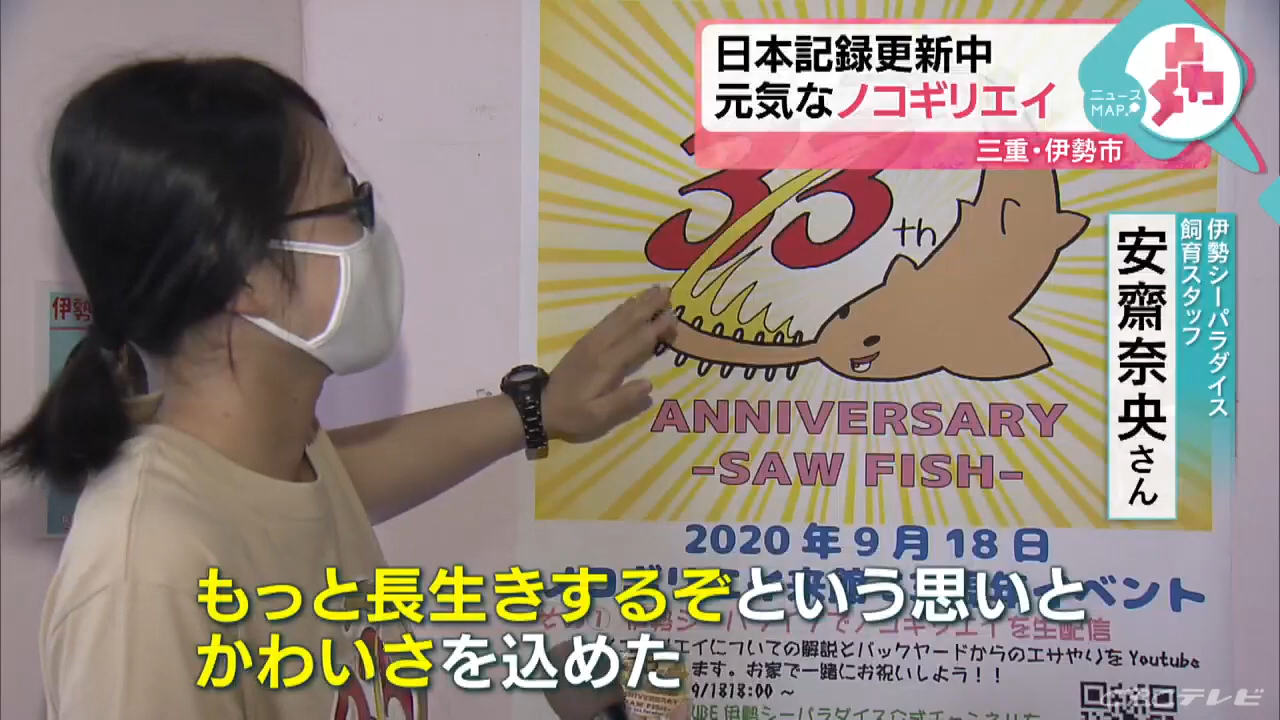 日本記録更新中
元気なノコギリエイ
三重・伊勢市
ニュース
MAP
伊勢シーパラダイス
飼育スタッフ
安齋奈央さん
伊勢
33th
ANNIVERSARY
-SAW FISH-
2020年9月18日
ベント
ノコギリエイを生配信
エイについての解説とバックヤードからのエサやりをYoutube
ます。お家で一緒にお祝いしよう!!
9/18 18:00~
伊勢シーパラダイス公式チャンネル
もっと長生きするぞという思いと
かわいさを込めた
ANNIVERSARY
SAW FISH-
テレビ